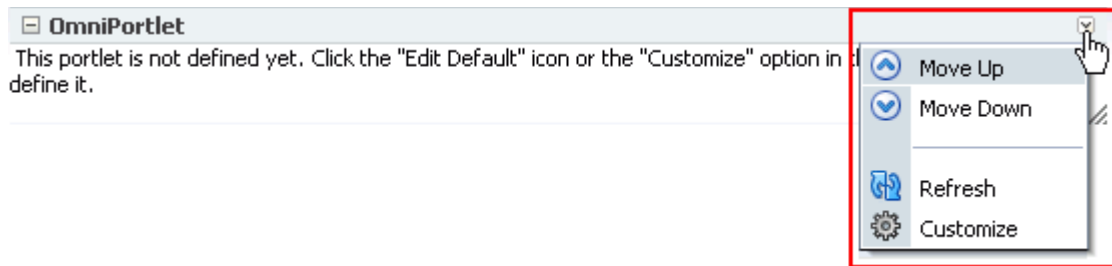 OmniPortlet
This portlet is not defined yet. Click the "Edit Default" icon or the "Customize" option in
define it.
Move Up
Move Down
Refresh
Customize